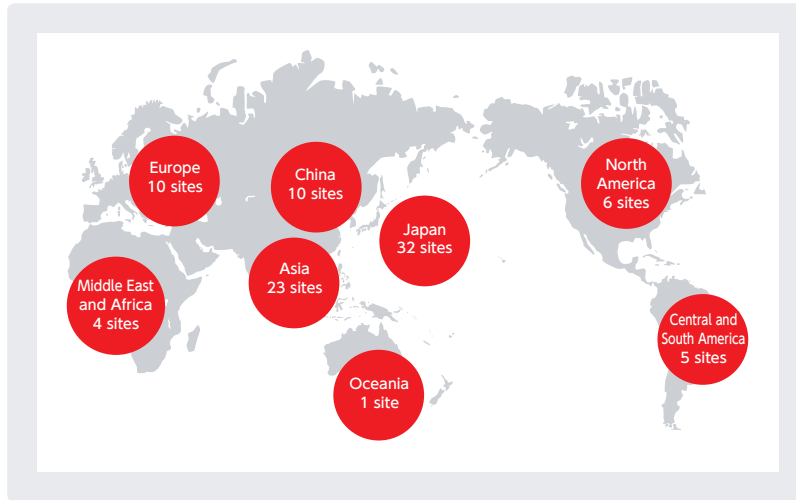 Europe
10 sites
China
10 sites
North
America
6 sites
Japan
32 sites
Asia
23 sites
Middle East
and Africa
4 sites
Central and
South America
5 sites
Oceania
1 site